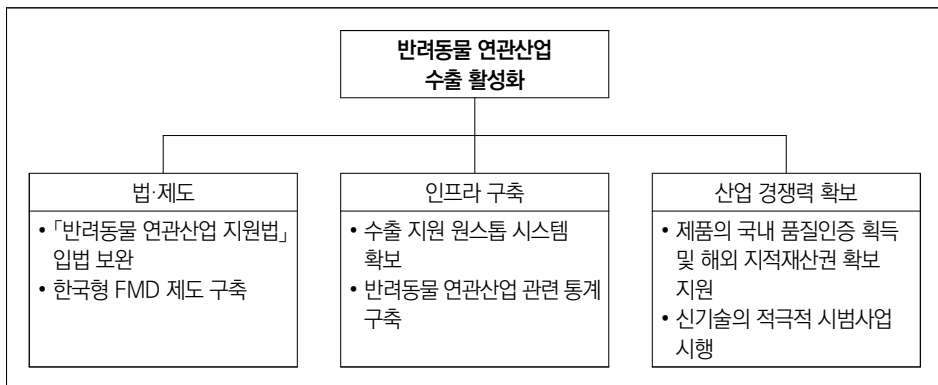 반려동물 연관산업
수출 활성화
법·제도
• 「반려동물 연관산업 지원법」
입법 보완
• 한국형 FMD 제도 구축
인프라 구축
• 수출 지원 원스톱 시스템
확보
• 반려동물 연관산업 관련 통계
구축
산업 경쟁력 확보
• 제품의 국내 품질인증 획득
및 해외 지적재산권 확보
지원
• 신기술의 적극적 시범사업
시행